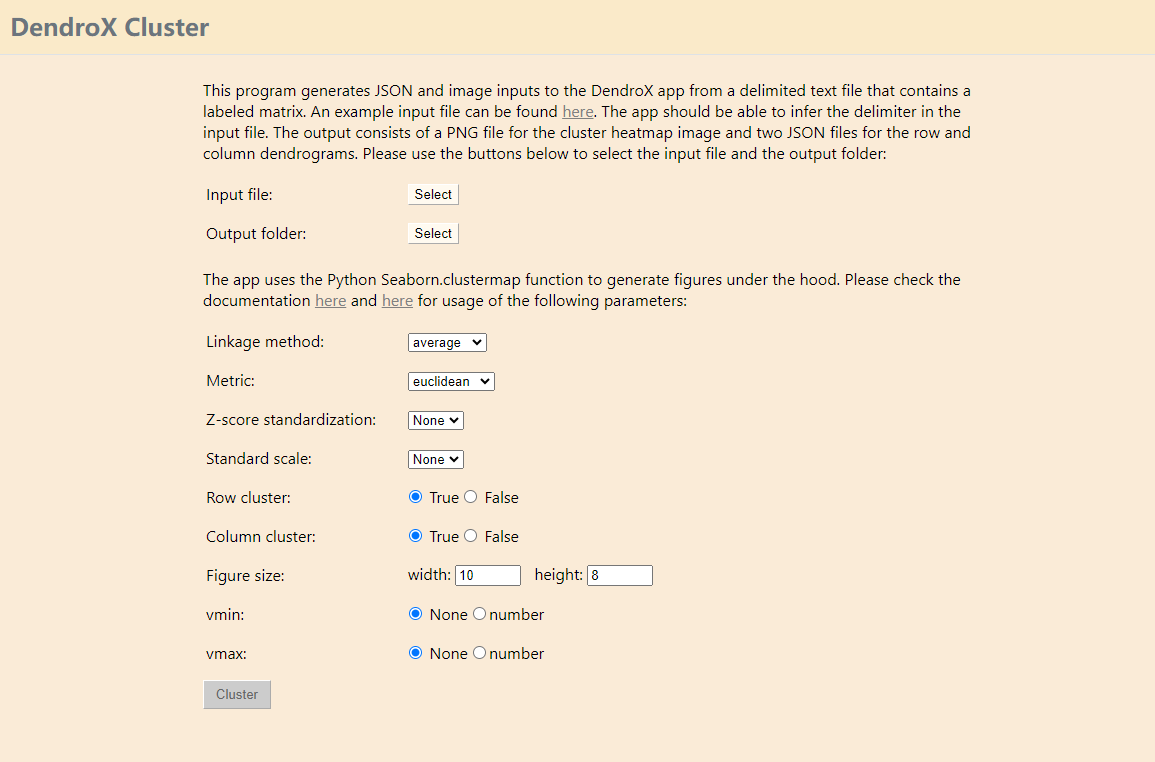 DendroX Cluster
This program generates JSON and image inputs to the DendroX app from a delimited text file that contains a
labeled matrix. An example input file can be found here. The app should be able to infer the delimiter in the
input file. The output consists of a PNG file for the cluster heatmap image and two JSON files for the row and
column dendrograms. Please use the buttons below to select the input file and the output folder:
Input file: Select
Output folder: Select
The app uses the Python Seaborn.clustermap function to generate figures under the hood. Please check the
documentation here and here for usage of the following parameters:
Linkage method: average
Metric: euclidean
Z-score standardization: None
Standard scale: None
Row cluster: True False
Column cluster: True False
Figure size: width: 10 height: 8
vmin: None number
vmax: None number
Cluster